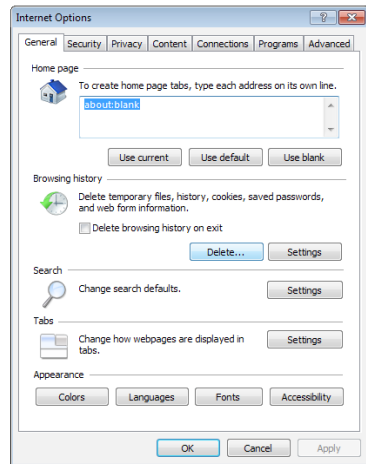 Internet Options
General Security Privacy Content Connections Programs Advanced
Home page
To create home page tabs, type each address on its own line.
about:blank
Use current Use default Use blank
Browsing history
Delete temporary files, history, cookies, saved passwords,
and web form information.
Delete browsing history on exit
Delete... Settings
Search
Change search defaults. Settings
Tabs
Change how webpages are displayed in
tabs. Settings
Appearance
Colors Languages Fonts Accessibility
OK Cancel Apply